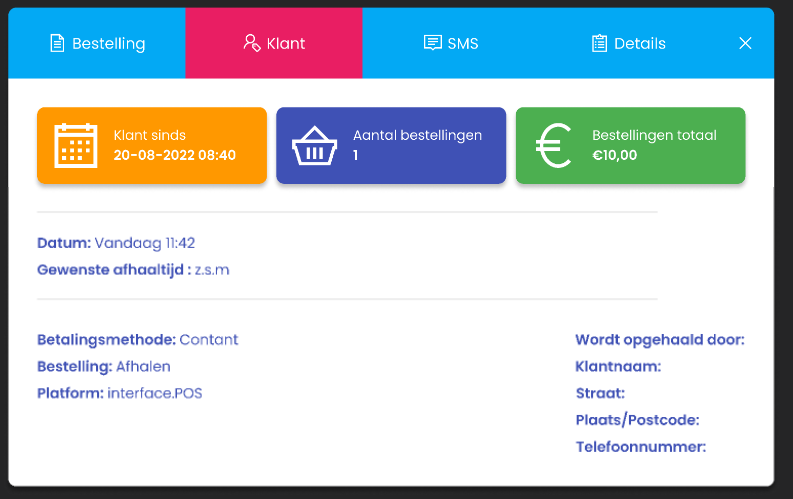 Bestelling Klant SMS Details
Klant sinds
20-08-2022 08:40
Aantal bestellingen
1
Bestellingen totaal
€10,00
Datum: Vandaag 11:42
Gewenste afhaaltijd : z.s.m
Betalingsmethode: Contant
Bestelling: Afhalen
Platform: interface.POS
Wordt opgehaald door:
Klantnaam:
Straat:
Plaats/Postcode:
Telefoonnummer: